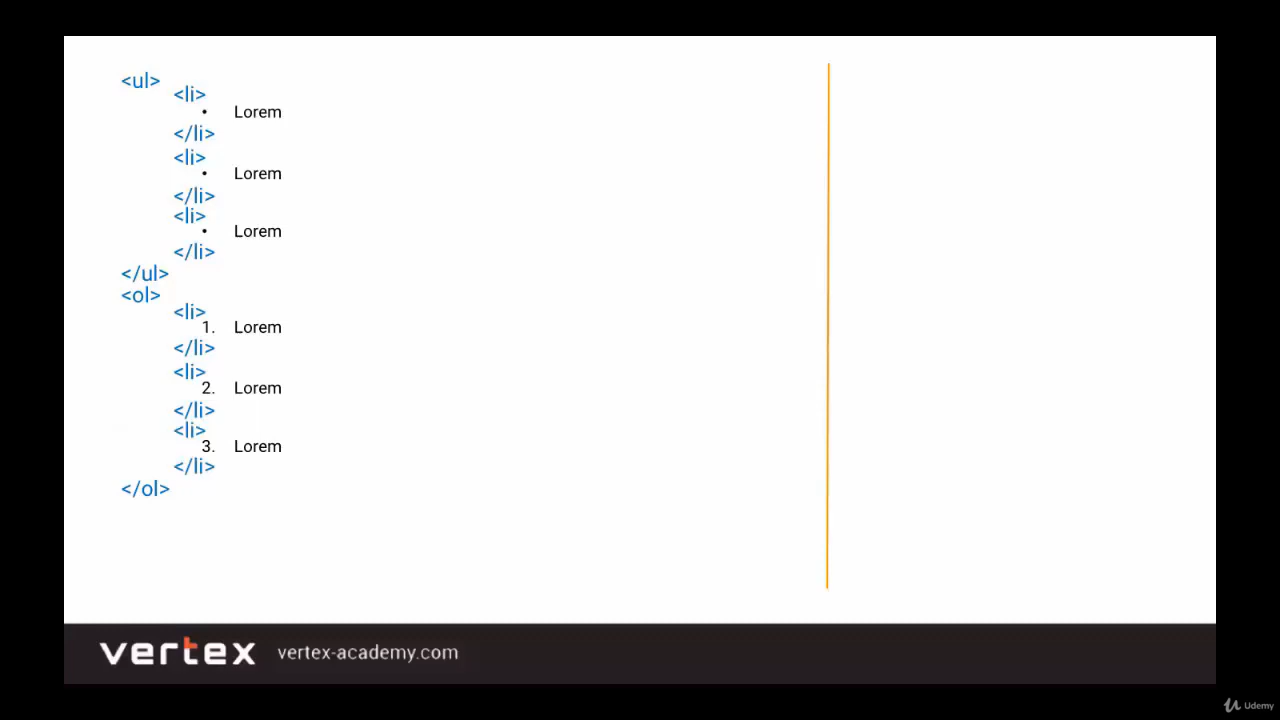 <ul>
<li>
• Lorem
</li>
<li>
• Lorem
</li>
<li>
• Lorem
</li>
</ul>
<ol>
<li>
1. Lorem
</li>
<li>
2. Lorem
</li>
<li>
3. Lorem
</li>
</ol>
vertex vertex-academy.com
Udemy